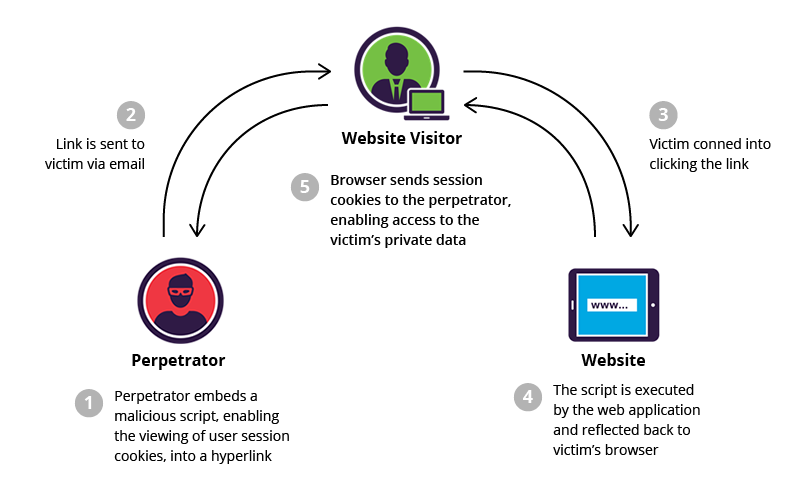 2
Link is sent to
victim via email
Website Visitor
3
Victim conned into
clicking the link
5
Browser sends session
cookies to the perpetrator,
enabling access to the
victim’s private data
Perpetrator
1
Perpetrator embeds a
malicious script, enabling
the viewing of user session
cookies, into a hyperlink
www...
Website
4
The script is executed
by the web application
and reflected back to
victim’s browser